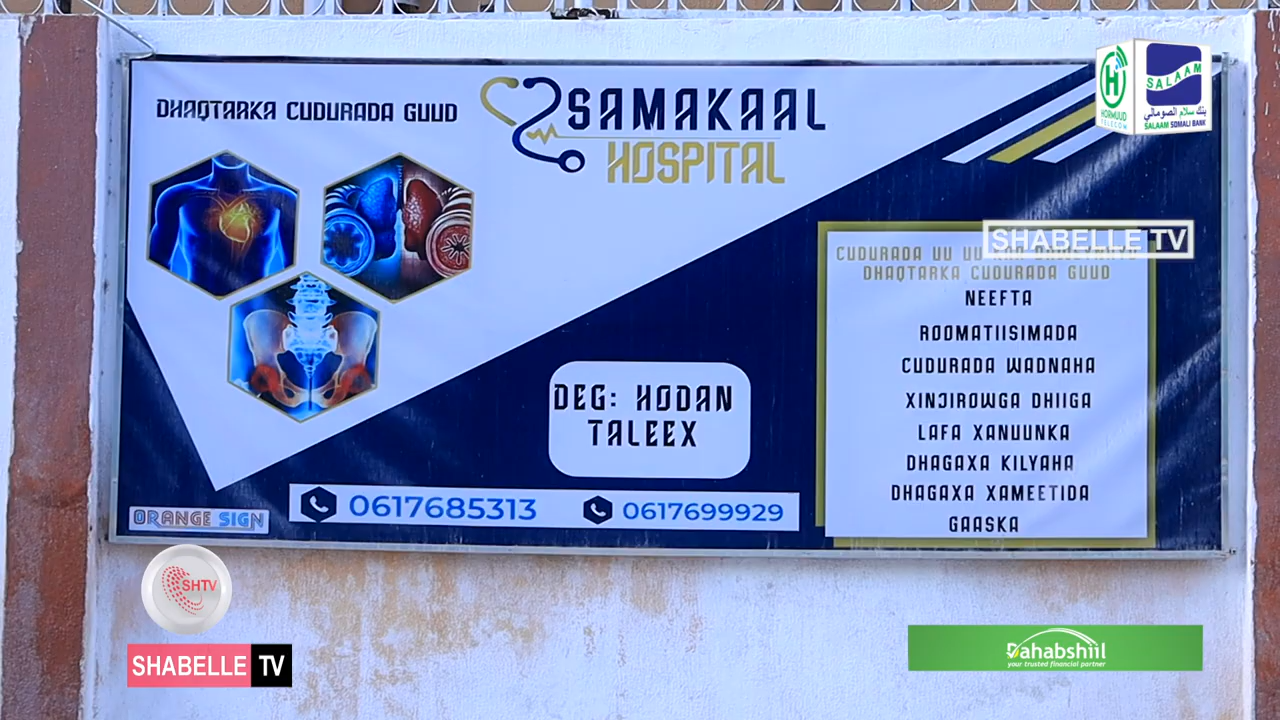 DHAQTARKA CUDURADA GUUD
SAMAKAAL
HOSPITAL
HORMUUD
TELECOM
SALAAM
بنك سلام الصومالي
SALAAM SOMALI BANK
SHABELLE TV
CUDURADA UU
DHAQTARKA CUDURADA GUUD
NEEFTA
ROOMATIISIMADA
CUDURADA WADNAHA
XINJIROWGA DHIIGA
LAFA XANUUNKA
DHAGAXA KILYAHA
DHAGAXA XAMEETIDA
GAASKA
DEG: HODAN
TALEEX
0617685313 0617699929
ORANGE SIGN
SHTV
SHABELLE TV
Dahabshiil
your trusted financial partner